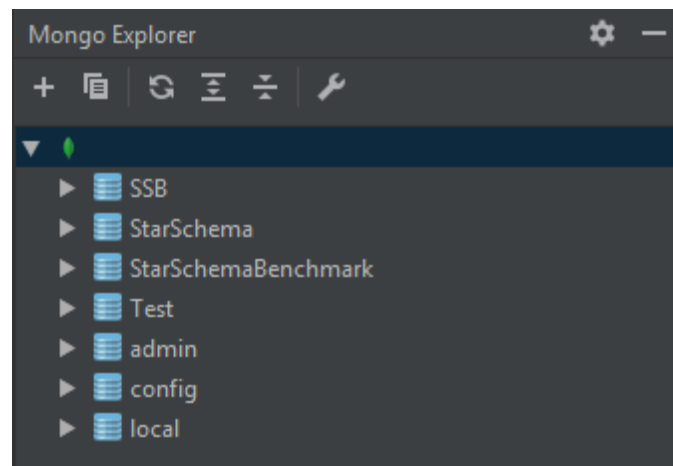 Mongo Explorer
SSB
StarSchema
StarSchemaBenchmark
Test
admin
config
local